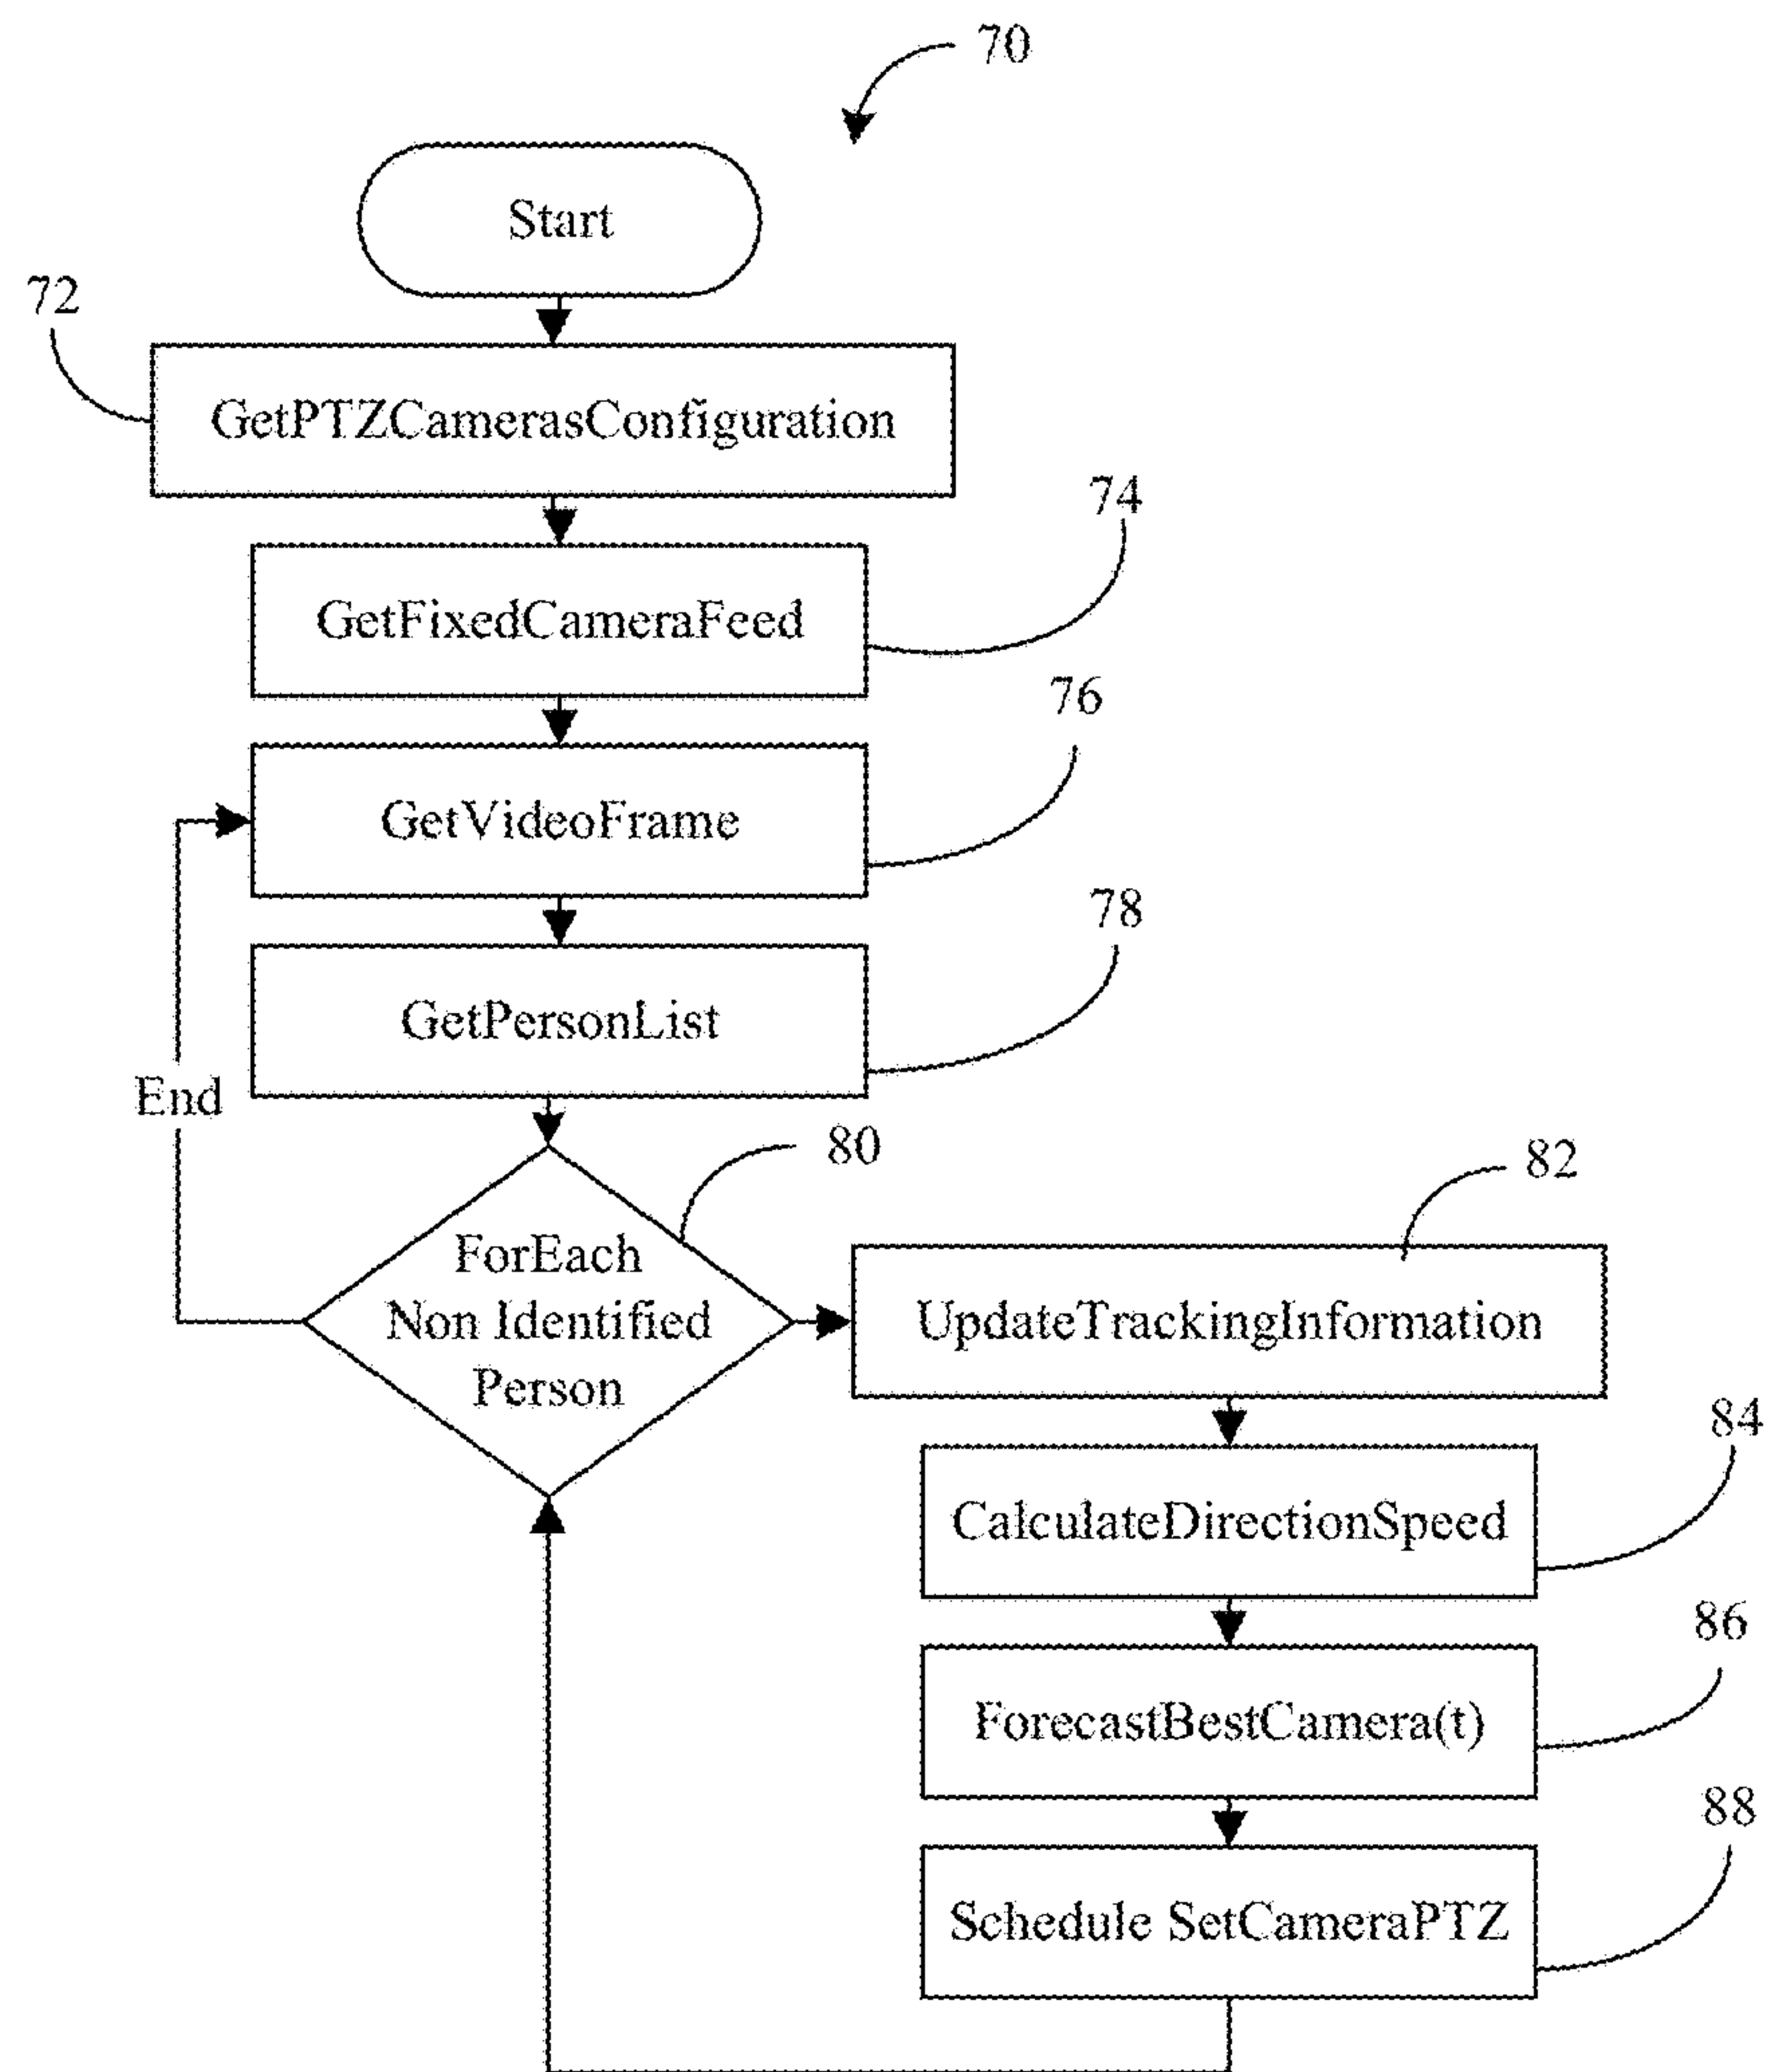 70
Start
72
GetPTZCamerasConfiguration
74
GetFixedCameraFeed
76
GetVideoFrame
78
GetPersonList
End
80
ForEach
Non Identified
Person
82
UpdateTrackingInformation
84
CalculateDirectionSpeed
86
ForecastBestCamera(t)
88
Schedule SetCameraPTZ